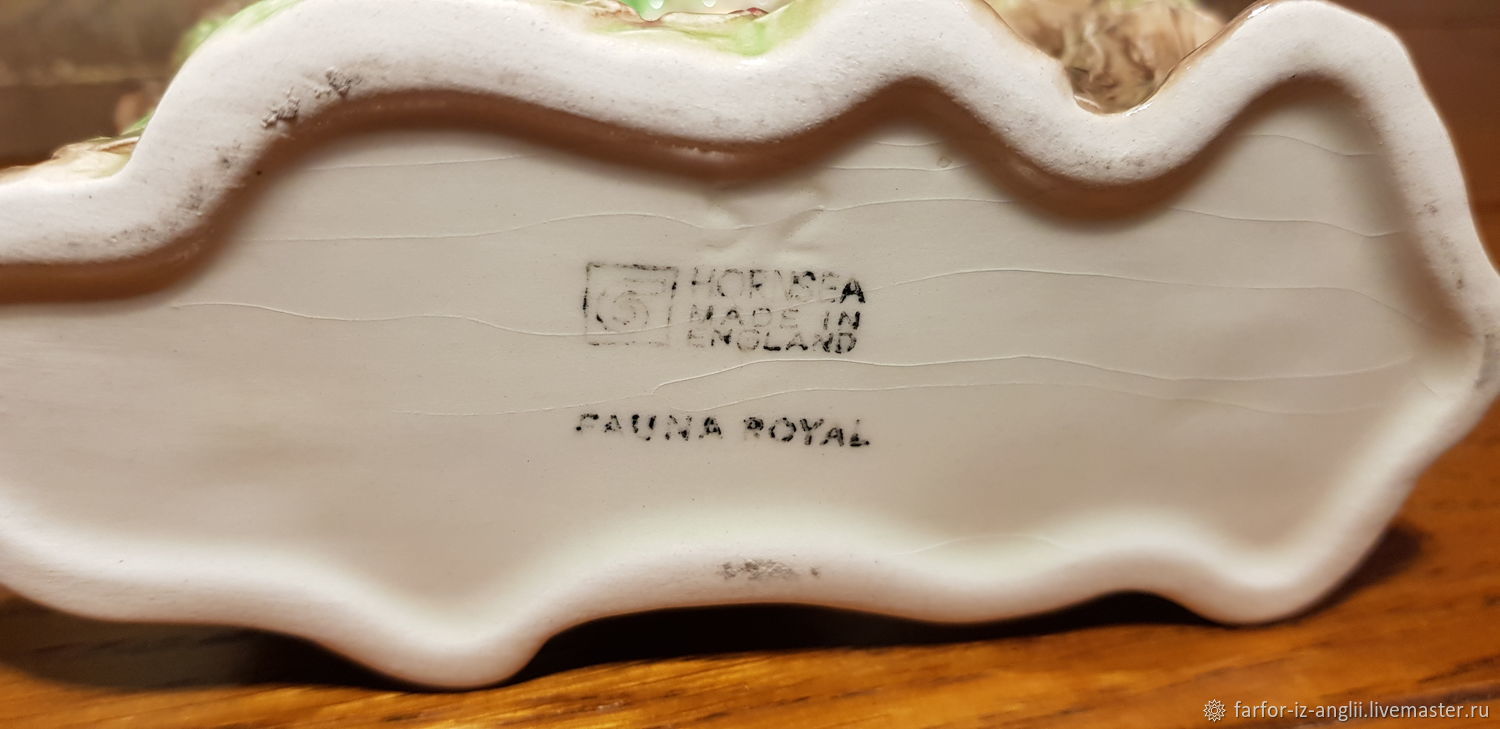 HORNSEA
MADE IN
ENGLAND
FAUNA ROYAL
farfor-iz-anglii.livemaster.ru